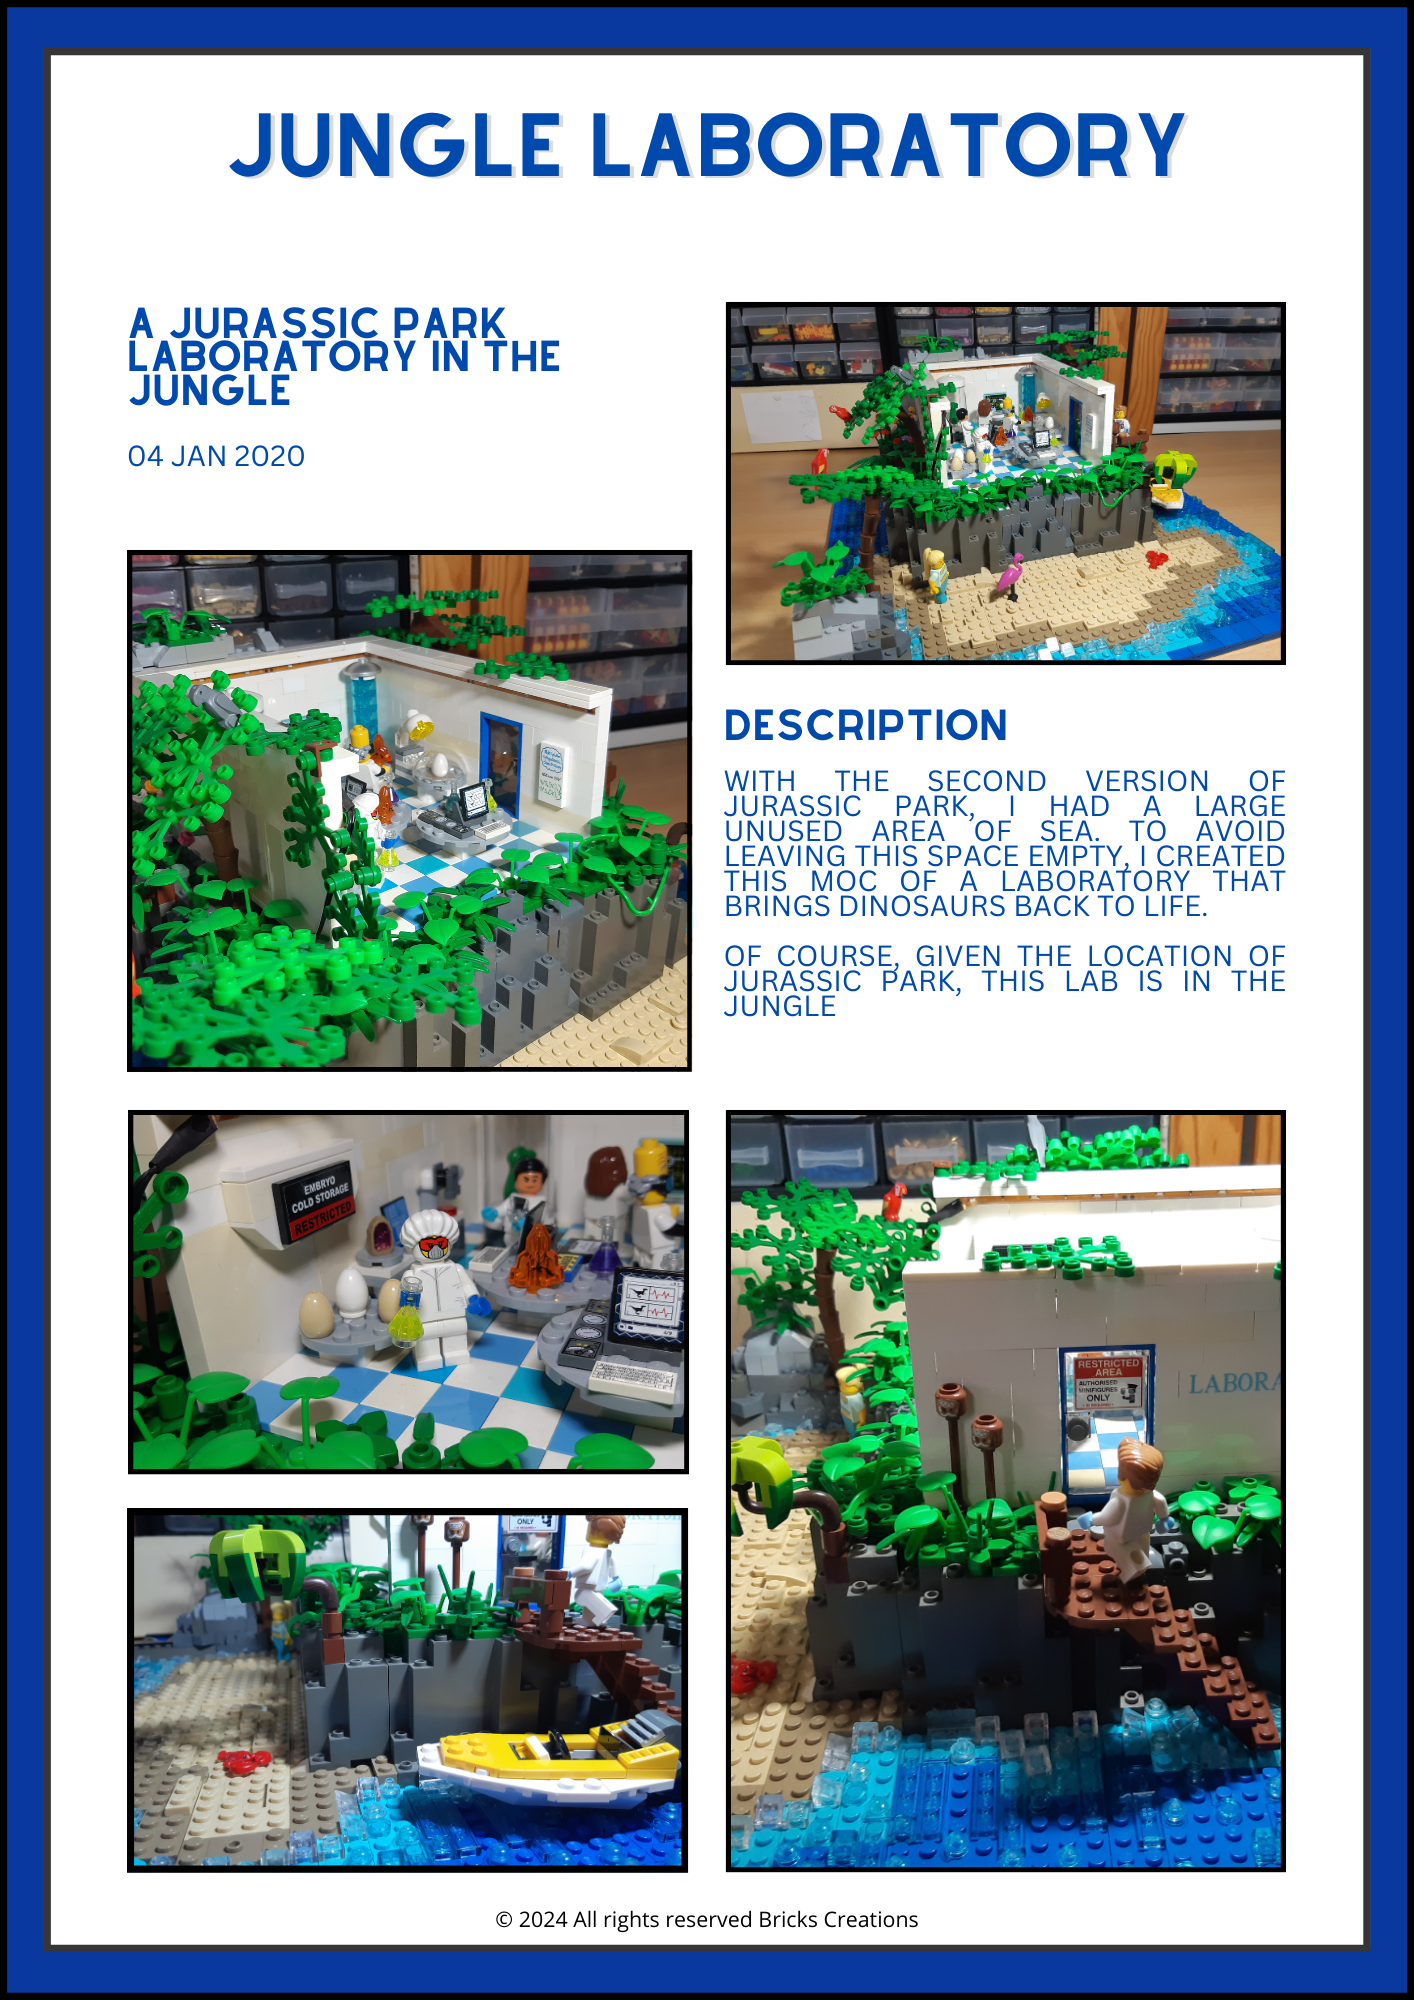 JUNGLE LABORATORY
A JURASSIC PARK
LABORATORY IN THE
JUNGLE
04 JAN 2020
DESCRIPTION
WITH THE SECOND VERSION OF
JURASSIC PARK, I HAD A LARGE
UNUSED AREA OF SEA. TO AVOID
LEAVING THIS SPACE EMPTY, I CREATED
THIS MOC OF A LABORATORY THAT
BRINGS DINOSAURS BACK TO LIFE.
OF COURSE, GIVEN THE LOCATION OF
JURASSIC PARK, THIS LAB IS IN THE
JUNGLE
EMBRYO
COLD STORAGE
RESTRICTED
RESTRICTED
AREA
AUTHORISED
MINIFIGURES
ONLY
LABORA
ONLY
© 2024 All rights reserved Bricks Creations